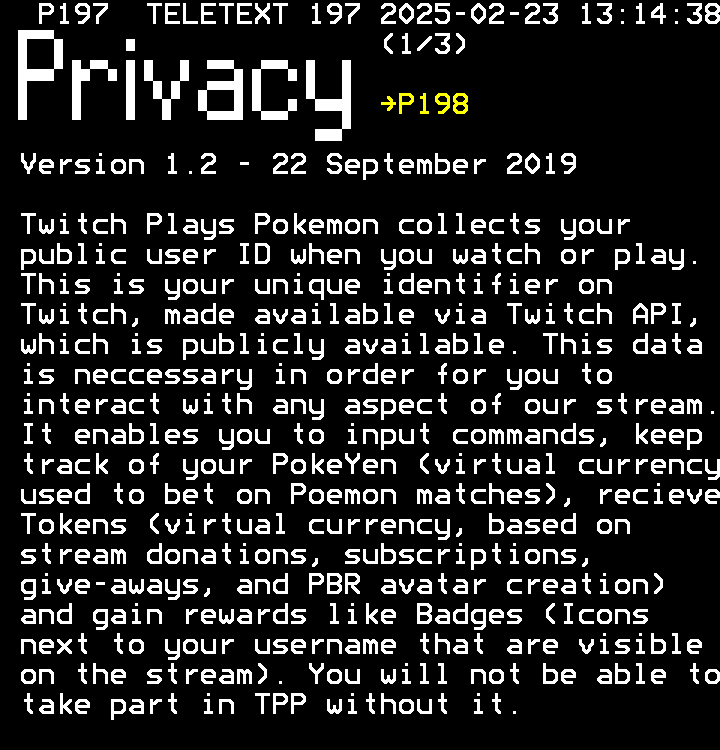 P197  TELETEXT 197 2025-02-23 13:14:38
(1/3)
Privacy
→P198
Version 1.2 - 22 September 2019
Twitch Plays Pokemon collects your
public user ID when you watch or play.
This is your unique identifier on
Twitch, made available via Twitch API,
which is publicly available. This data
is neccessary in order for you to
interact with any aspect of our stream.
It enables you to input commands, keep
track of your PokeYen (virtual currency
used to bet on Poemon matches), recieve
Tokens (virtual currency, based on
stream donations, subscriptions,
give-aways, and PBR avatar creation)
and gain rewards like Badges (Icons
next to your username that are visible
on the stream). You will not be able to
take part in TPP without it.